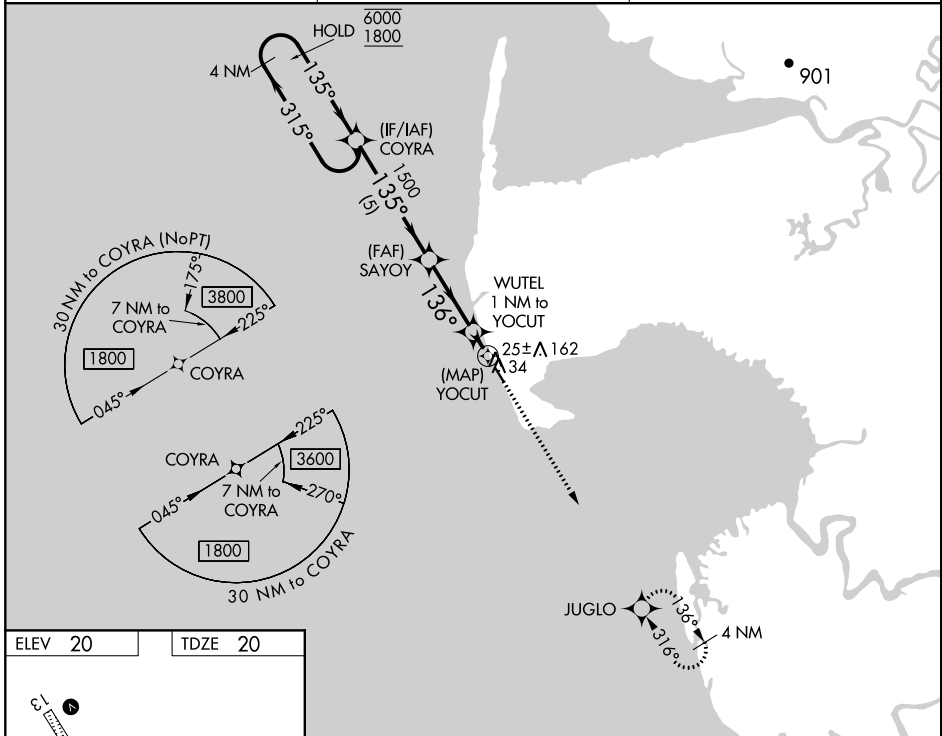 HOLD
6000
1800
4 NM
135°
315°
901
(IF/IAF)
COYRA
1500
135°
(5)
(FAF)
SAYOY
136°
WUTEL
1 NM to
YOCUT
25± 162
34
(MAP)
YOCUT
30 NM to COYRA (NoPT)
175°
3800
7 NM to
COYRA
225°
1800
COYRA
045°
225°
COYRA
3600
7 NM to
COYRA
270°
045°
1800
30 NM to COYRA
JUGLO
136°
316°
4 NM
ELEV 20
TDZE 20
13
V